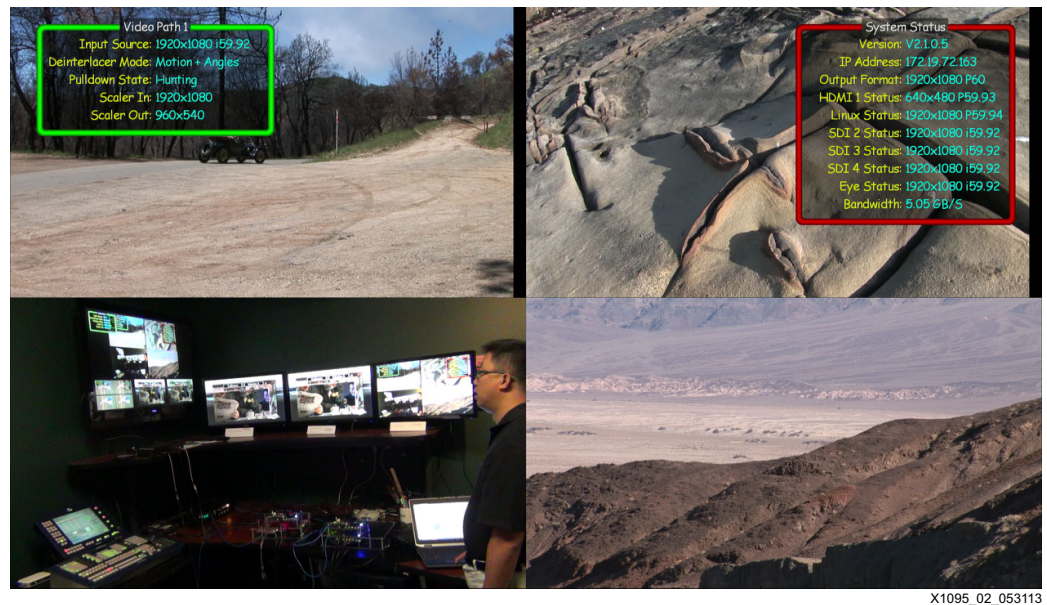 Video Path 1
Input Source: 1920x1080 i59.92
Deinterlacer Mode: Motion + Angles
Pulldown State: Hunting
Scaler In: 1920x1080
Scaler Out: 960x540
System Status
Version: V2.1.0.5
IP Address: 172.19.72.163
Output Format: 1920x1080 P60
HDMI 1 Status: 640x480 P59.93
Linux Status: 1920x1080 P59.94
SDI 2 Status: 1920x1080 i59.92
SDI 3 Status: 1920x1080 i59.92
SDI 4 Status: 1920x1080 i59.92
Eye Status: 1920x1080 i59.92
Bandwidth: 5.05 GB/S
X1095_02_053113